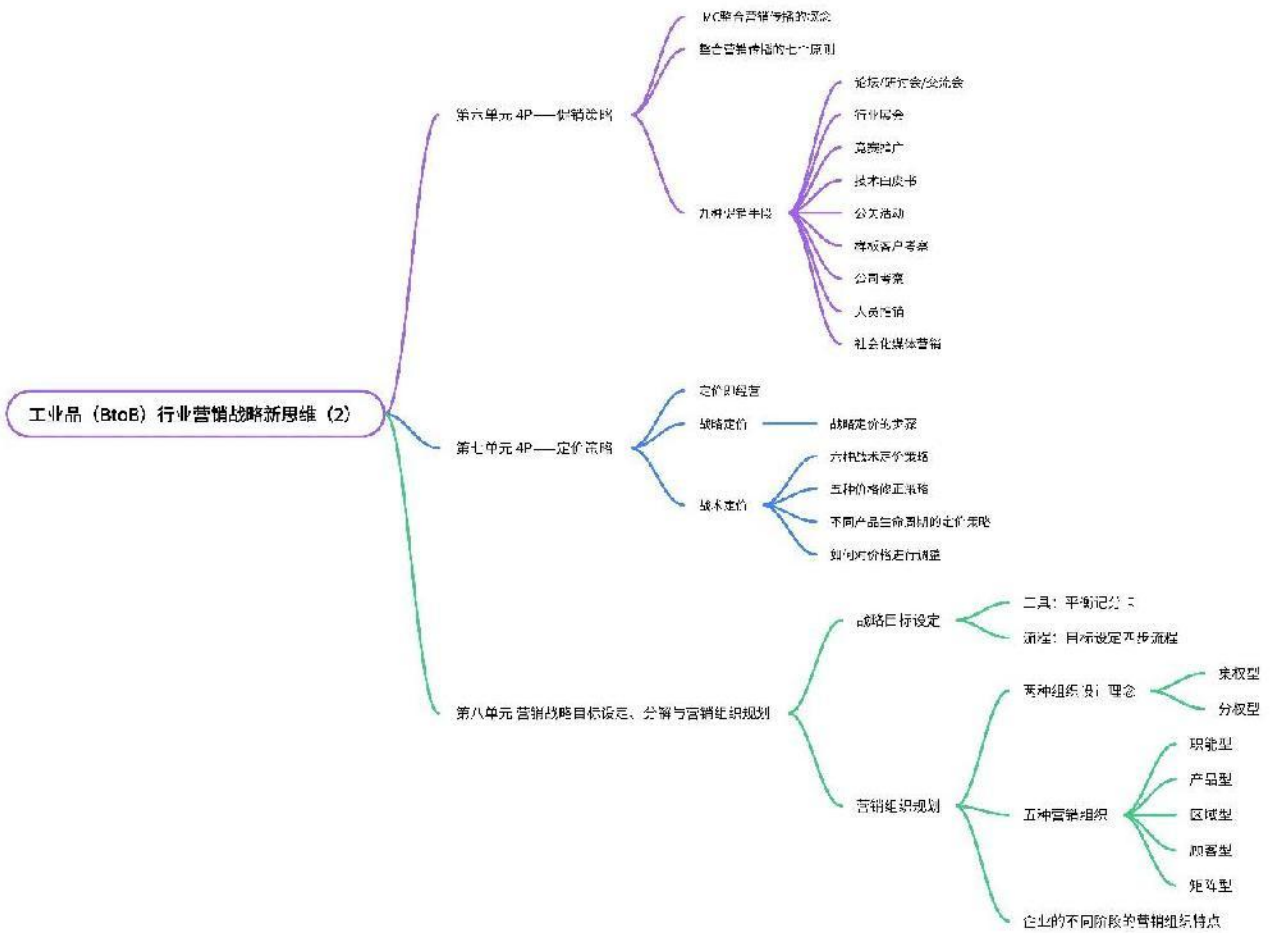 工业品（BtoB）行业营销战略新思维（2）
第六单元 4P——促销策略
IMC整合营销传播的概念
整合营销传播的七个原则
九种促销手段
论坛/研讨会/交流会
行业展会
竞赛推广
技术白皮书
公关活动
样板客户考察
公司考察
人员推销
社会化媒体营销
第七单元 4P——定价策略
定价即经营
战略定价
战略定价的步骤
战术定价
六种战术定价策略
五种价格修正策略
不同产品生命周期的定价策略
如何对价格进行调整
第八单元 营销战略目标设定、分解与营销组织规划
战略目标设定
工具：平衡记分卡
流程：目标设定四步流程
营销组织规划
两种组织设计理念
集权型
分权型
五种营销组织
职能型
产品型
区域型
顾客型
矩阵型
企业的不同阶段的营销组织特点